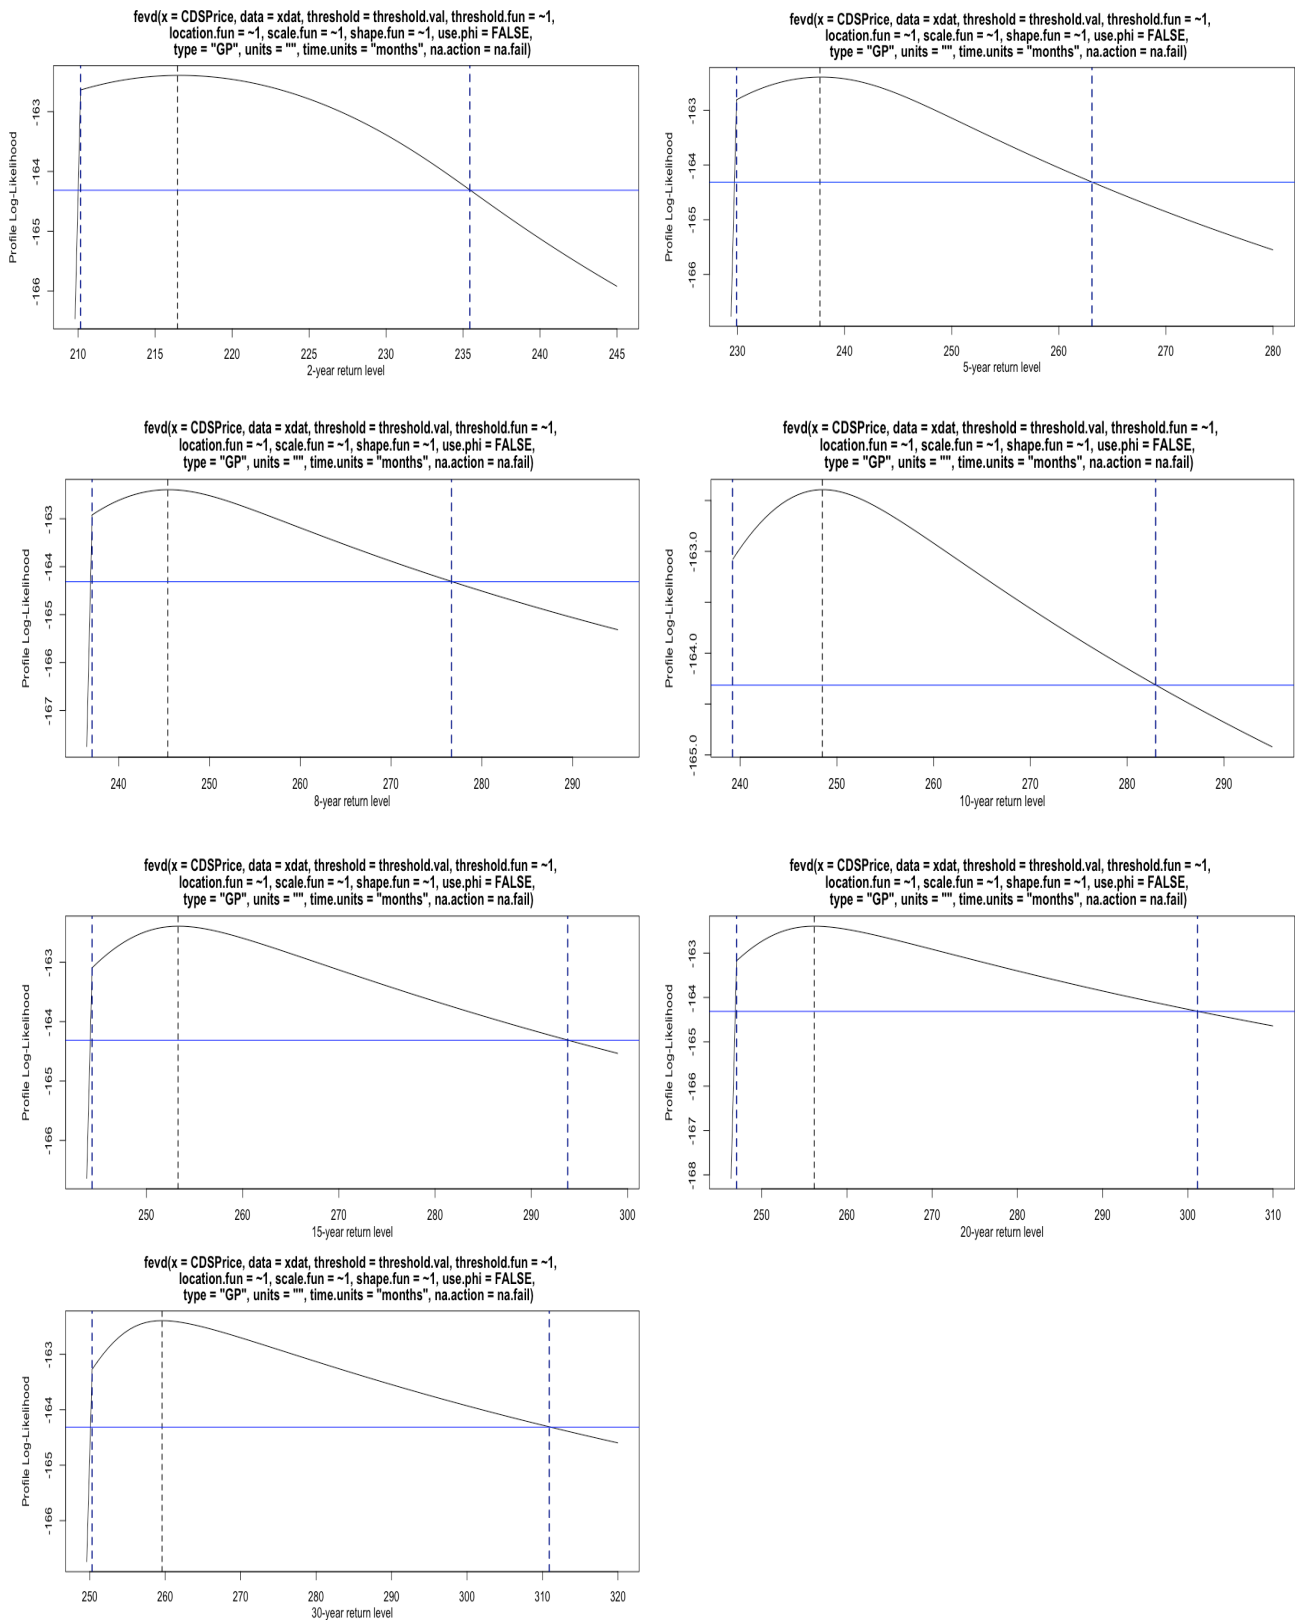 fevd(x = CDSPrice, data = xdat, threshold = threshold.val, threshold.fun = ~1,
location.fun = ~1, scale.fun = ~1, shape.fun = ~1, use.phi = FALSE,
type = "GP", units = "", time.units = "months", na.action = na.fail)
Profile Log-Likelihood
-163
-164
-165
-166
210 215 220 225 230 235 240 245
2-year return level
fevd(x = CDSPrice, data = xdat, threshold = threshold.val, threshold.fun = ~1,
location.fun = ~1, scale.fun = ~1, shape.fun = ~1, use.phi = FALSE,
type = "GP", units = "", time.units = "months", na.action = na.fail)
Profile Log-Likelihood
-163
-164
-165
-166
230 240 250 260 270 280
5-year return level
fevd(x = CDSPrice, data = xdat, threshold = threshold.val, threshold.fun = ~1,
location.fun = ~1, scale.fun = ~1, shape.fun = ~1, use.phi = FALSE,
type = "GP", units = "", time.units = "months", na.action = na.fail)
Profile Log-Likelihood
-163
-164
-165
-166
-167
240 250 260 270 280 290
8-year return level
fevd(x = CDSPrice, data = xdat, threshold = threshold.val, threshold.fun = ~1,
location.fun = ~1, scale.fun = ~1, shape.fun = ~1, use.phi = FALSE,
type = "GP", units = "", time.units = "months", na.action = na.fail)
Profile Log-Likelihood
-163.0
-164.0
-165.0
240 250 260 270 280 290
10-year return level
fevd(x = CDSPrice, data = xdat, threshold = threshold.val, threshold.fun = ~1,
location.fun = ~1, scale.fun = ~1, shape.fun = ~1, use.phi = FALSE,
type = "GP", units = "", time.units = "months", na.action = na.fail)
Profile Log-Likelihood
-163
-164
-165
-166
250 260 270 280 290 300
15-year return level
fevd(x = CDSPrice, data = xdat, threshold = threshold.val, threshold.fun = ~1,
location.fun = ~1, scale.fun = ~1, shape.fun = ~1, use.phi = FALSE,
type = "GP", units = "", time.units = "months", na.action = na.fail)
Profile Log-Likelihood
-163
-164
-165
-166
-167
-168
250 260 270 280 290 300 310
20-year return level
fevd(x = CDSPrice, data = xdat, threshold = threshold.val, threshold.fun = ~1,
location.fun = ~1, scale.fun = ~1, shape.fun = ~1, use.phi = FALSE,
type = "GP", units = "", time.units = "months", na.action = na.fail)
Profile Log-Likelihood
-163
-164
-165
-166
250 260 270 280 290 300 310 320
30-year return level